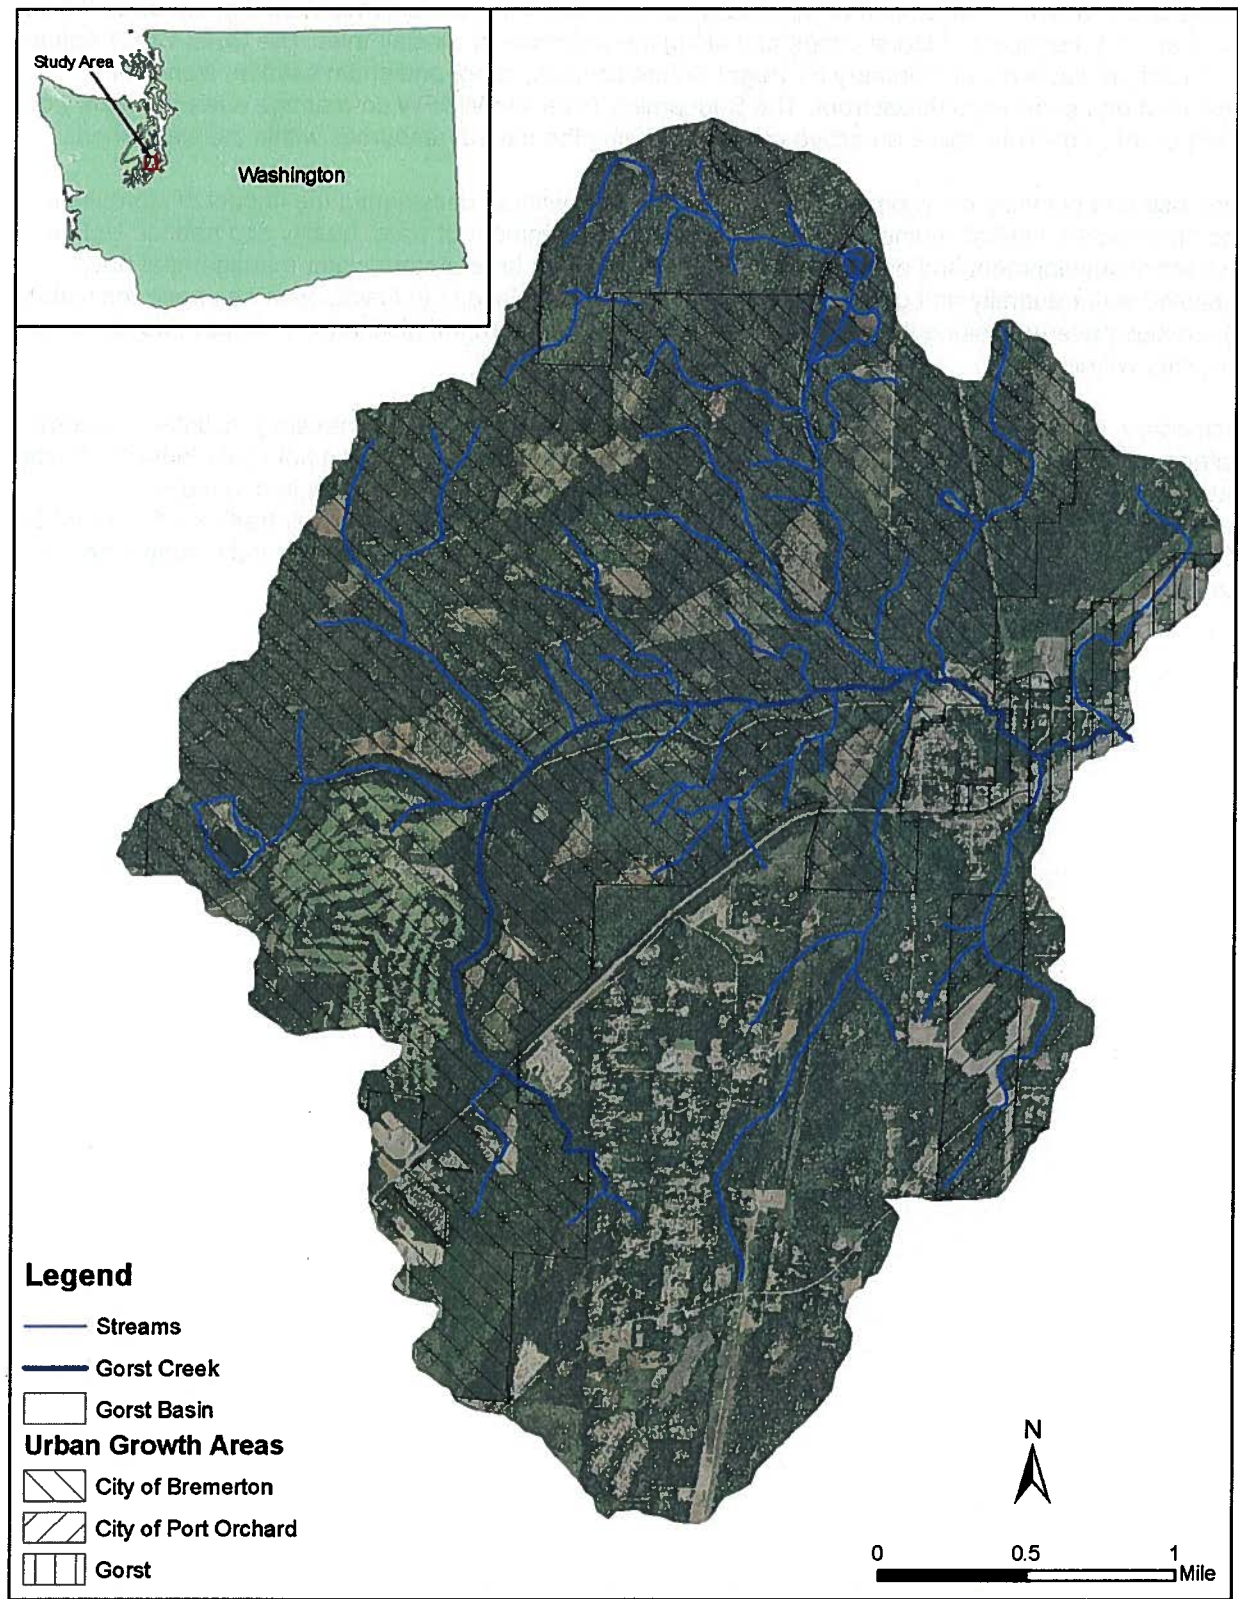 Study Area
Washington
Legend
Streams
Gorst Creek
Gorst Basin
Urban Growth Areas
City of Bremerton
City of Port Orchard
Gorst
N
0 0.5 1
Mile